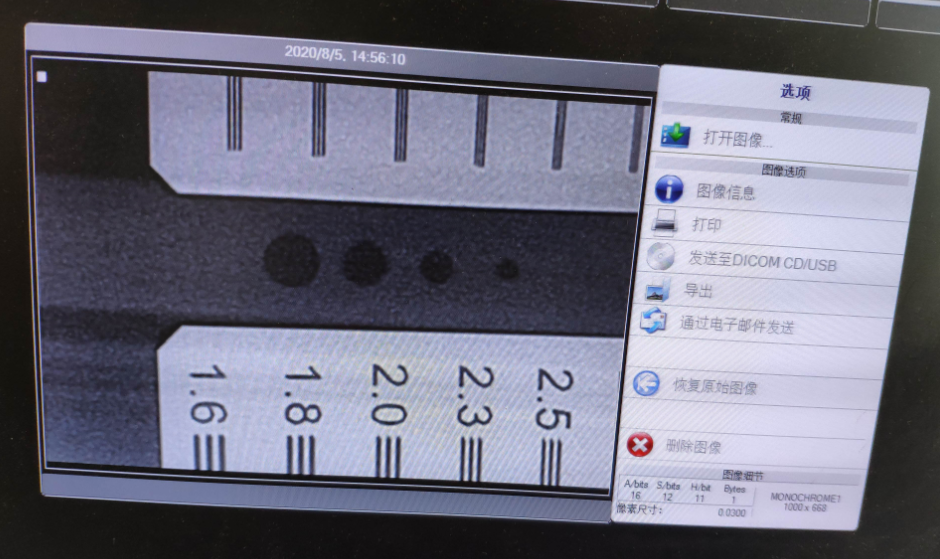 2020/8/5, 14:56:10
1.6
1.8
2.0
2.3
2.5
选项
常规
打开图像...
图像选项
图像信息
打印
发送至DICOM CD/USB
导出
通过电子邮件发送
恢复原始图像
删除图像
图像细节
A/bits S/bits H/bit Bytes
16 12 11 1
MONOCHROME1
1000 x 668
像素尺寸: 0.0300